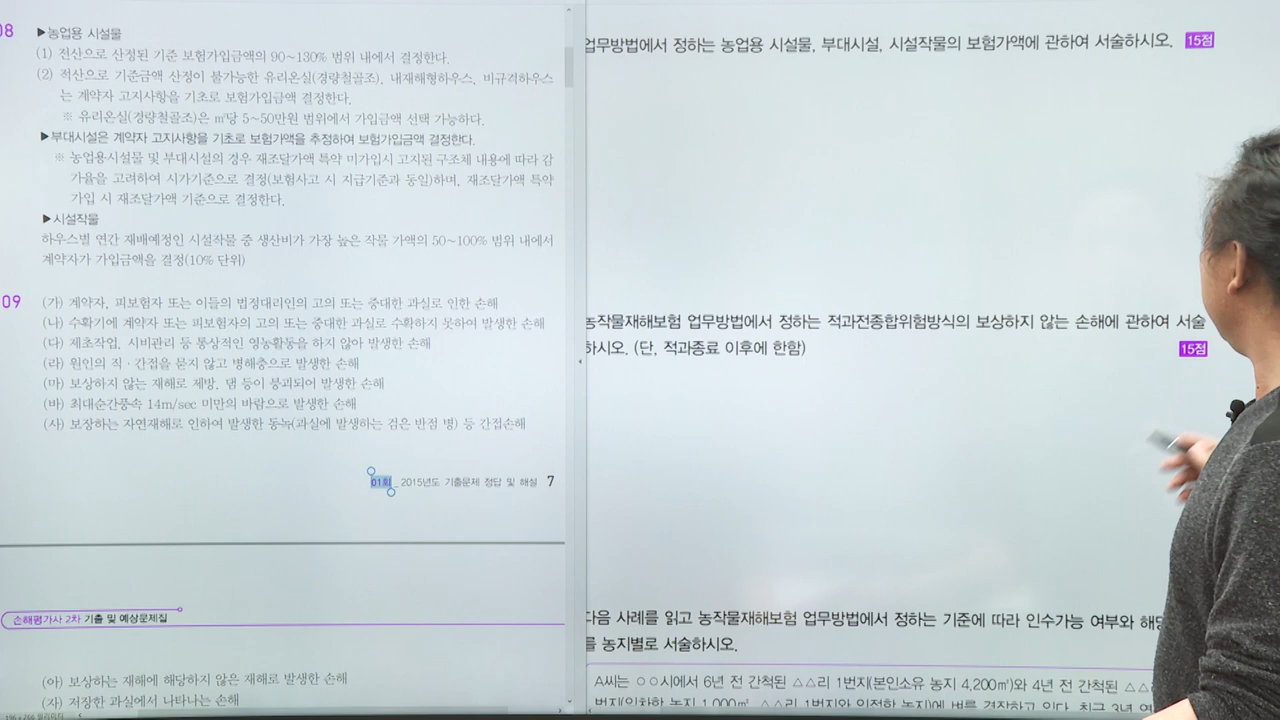 08 ▶농업용 시설물
(1) 전산으로 산정된 기준 보험가입금액의 90~130% 범위 내에서 결정한다.
(2) 적산으로 기준금액 산정이 불가능한 유리온실(경량철골조), 내재해형하우스, 비규격하우스
는 계약자 고지사항을 기초로 보험가입금액 결정한다.
※ 유리온실(경량철골조)은 ㎡당 5~50만원 범위에서 가입금액 선택 가능하다.
▶부대시설은 계약자 고지사항을 기초로 보험가액을 추정하여 보험가입금액 결정한다.
※ 농업용시설물 및 부대시설의 경우 재조달가액 특약 미가입시 고지된 구조체 내용에 따라 감
가율을 고려하여 시가기준으로 결정(보험사고 시 지급기준과 동일)하며, 재조달가액 특약
가입 시 재조달가액 기준으로 결정한다.
▶시설작물
하우스별 연간 재배예정인 시설작물 중 생산비가 가장 높은 작물 가액의 50~100% 범위 내에서
계약자가 가입금액을 결정(10% 단위)
09 (가) 계약자, 피보험자 또는 이들의 법정대리인의 고의 또는 중대한 과실로 인한 손해
(나) 수확기에 계약자 또는 피보험자의 고의 또는 중대한 과실로 수확하지 못하여 발생한 손해
(다) 제초작업, 시비관리 등 통상적인 영농활동을 하지 않아 발생한 손해
(라) 원인의 직·간접을 묻지 않고 병해충으로 발생한 손해
(마) 보상하지 않는 재해로 제방, 댐 등이 붕괴되어 발생한 손해
(바) 최대순간풍속 14m/sec 미만의 바람으로 발생한 손해
(사) 보장하는 자연재해로 인하여 발생한 동녹(과실에 발생하는 검은 반점 병) 등 간접손해
01회_2015년도 기출문제 정답 및 해설 7
손해평가사 2차 기출 및 예상문제집
(아) 보상하는 재해에 해당하지 않은 재해로 발생한 손해
(자) 저장한 과실에서 나타나는 손해
업무방법에서 정하는 농업용 시설물, 부대시설, 시설작물의 보험가액에 관하여 서술하시오. 15점
농작물재해보험 업무방법에서 정하는 적과전종합위험방식의 보상하지 않는 손해에 관하여 서술
하시오. (단, 적과종료 이후에 한함) 15점
다음 사례를 읽고 농작물재해보험 업무방법에서 정하는 기준에 따라 인수가능 여부와 해당
를 농지별로 서술하시오.
A씨는 ○○시에서 6년 전 간척된 △△리 1번지(본인소유 농지 4,200㎡)와 4년 전 간척된 △△
번지(임차한 농지 1,000㎡, △△리 1번지와 인접한 농지)에 벼를 경작하고 있다. 최근 3년 연